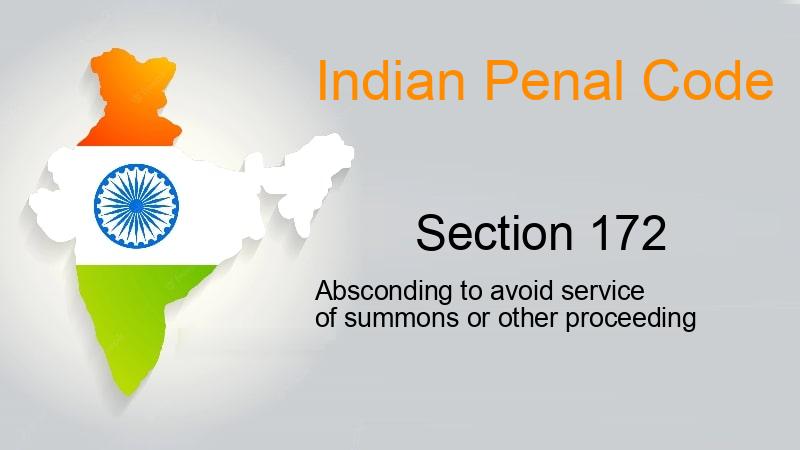 Indian Penal Code
Section 172
Absconding to avoid service
of summons or other proceeding